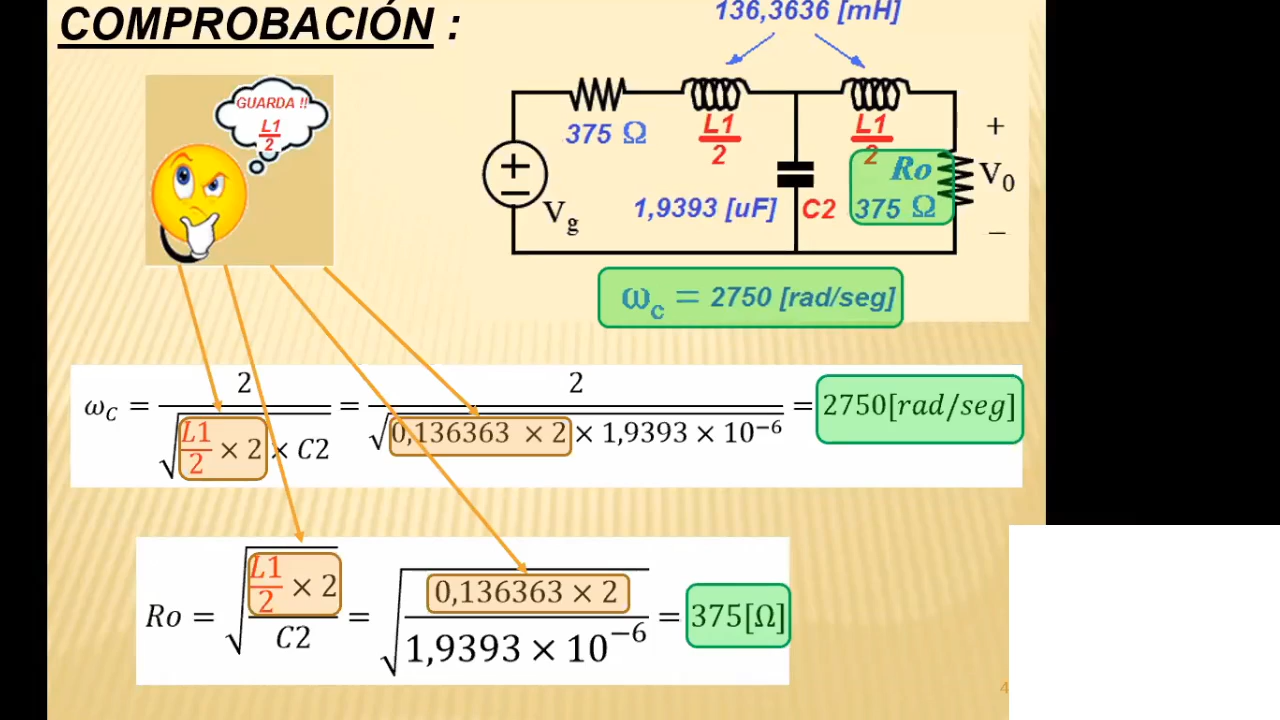 COMPROBACIÓN :
136,3636 [mH]
GUARDA !!
L1
2
375 Ω
L1
2
L1
2
+
V0
−
Ro
375 Ω
+
−
Vg
1,9393 [uF]
C2
ωc = 2750 [rad/seg]
ωC = 2 / √(L1/2 × 2 × C2) = 2 / √(0,136363 × 2 × 1,9393 × 10⁻⁶) = 2750[rad/seg]
Ro = √(L1/2 × 2 / C2) = √(0,136363 × 2 / 1,9393 × 10⁻⁶) = 375[Ω]
4